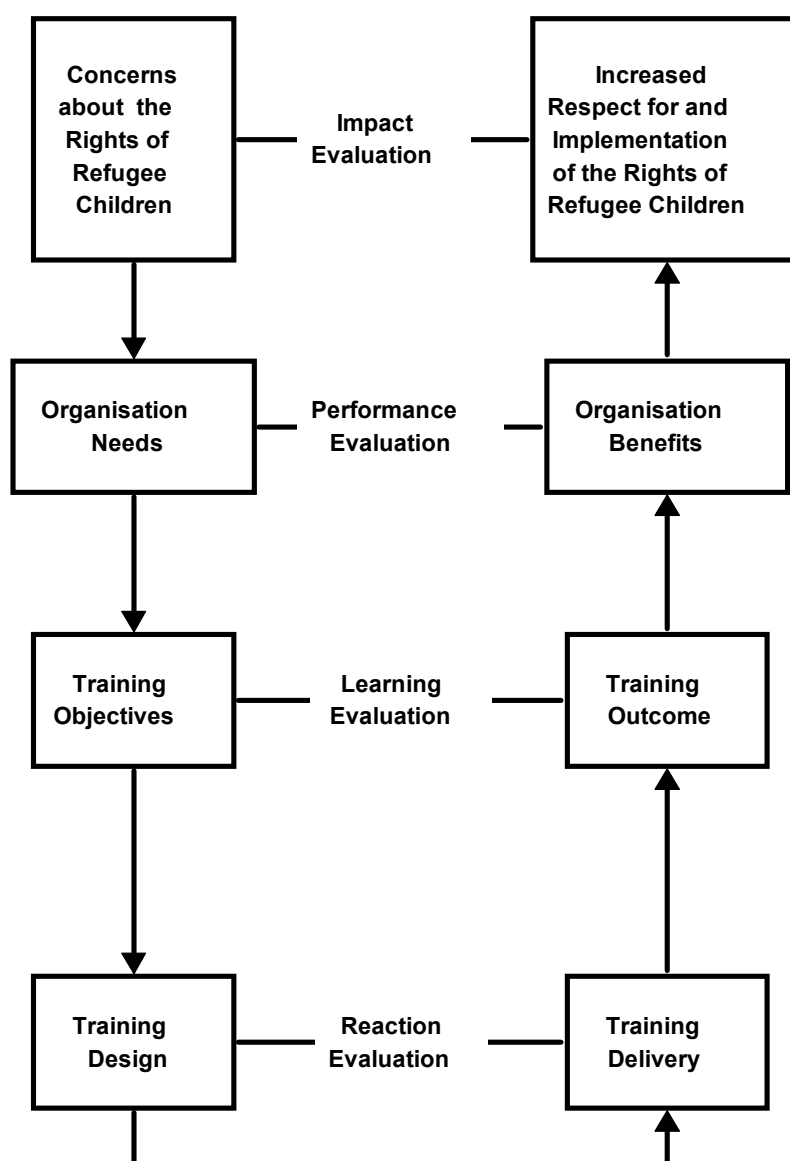 Concerns
about the
Rights of
Refugee
Children
Impact
Evaluation
Increased
Respect for and
Implementation
of the Rights of
Refugee Children
Organisation
Needs
Performance
Evaluation
Organisation
Benefits
Training
Objectives
Learning
Evaluation
Training
Outcome
Training
Design
Reaction
Evaluation
Training
Delivery